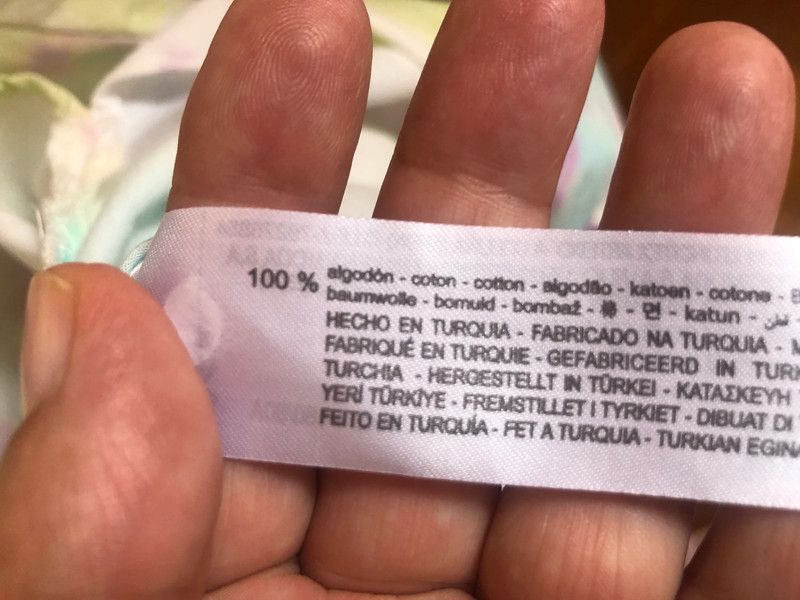 100 % algodón - coton - cotton - algodão - katoen - cotone -
baumwolle - bomuld - bombaž - 棉 - 면 - katun - قطن
HECHO EN TURQUIA - FABRICADO NA TURQUIA -
FABRIQUÉ EN TURQUIE - GEFABRICEERD IN
TURCHIA - HERGESTELLT IN TÜRKEI - ΚΑΤΑΣΚΕΥΗ
YERİ TÜRKİYE - FREMSTILLET I TYRKIET - DIBUAT DI
FEITO EN TURQUÍA - FET A TURQUIA - TURKIAN